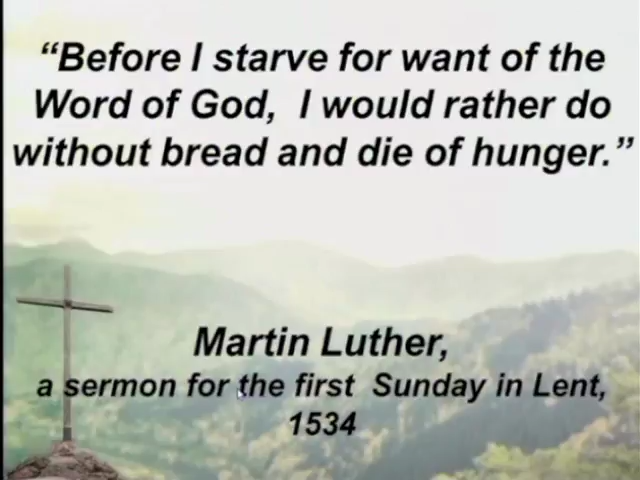 “Before I starve for want of the
Word of God,  I would rather do
without bread and die of hunger.”
Martin Luther,
a sermon for the first  Sunday in Lent,
1534